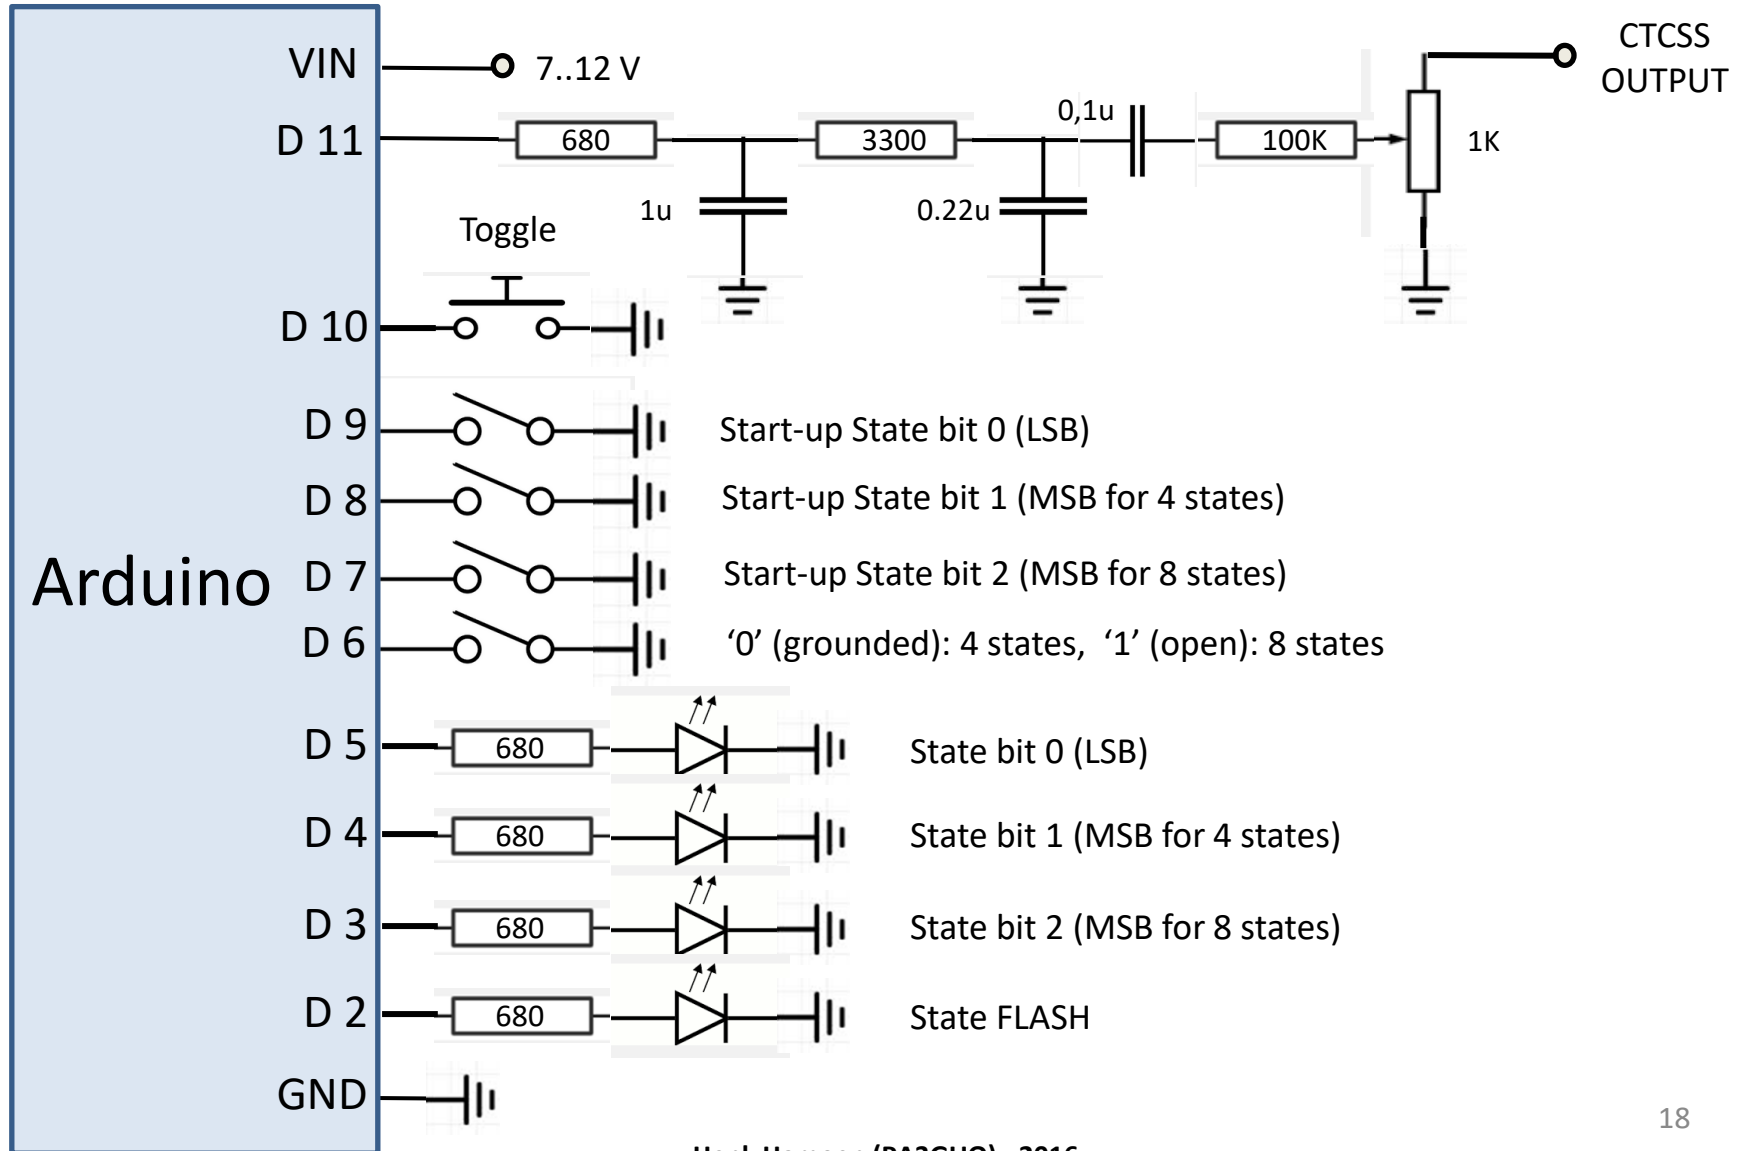 CTCSS
OUTPUT
VIN
7..12 V
D 11
680
3300
0,1u
100K
1K
1u
0.22u
Toggle
D 10
D 9
Start-up State bit 0 (LSB)
D 8
Start-up State bit 1 (MSB for 4 states)
Arduino
D 7
Start-up State bit 2 (MSB for 8 states)
D 6
‘0’ (grounded): 4 states, ‘1’ (open): 8 states
D 5
680
State bit 0 (LSB)
D 4
680
State bit 1 (MSB for 4 states)
D 3
680
State bit 2 (MSB for 8 states)
D 2
680
State FLASH
GND
18
2016